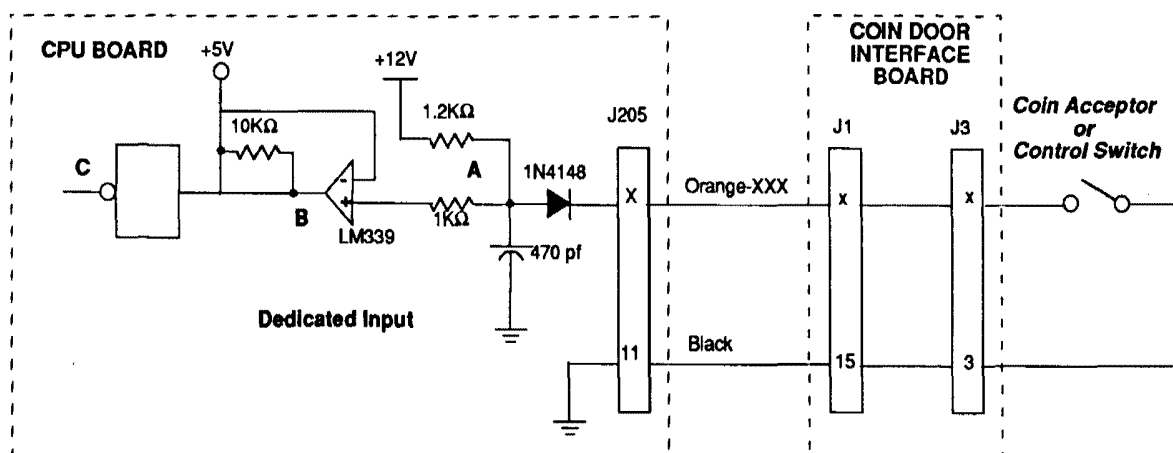 CPU BOARD
+5V
+12V
COIN DOOR
INTERFACE
BOARD
10KΩ
1.2KΩ
J205
J1
J3
Coin Acceptor
or
Control Switch
C
A
1N4148
-
+
X
Orange-XXX
x
x
B
LM339
1KΩ
470 pf
Dedicated Input
11
Black
15
3